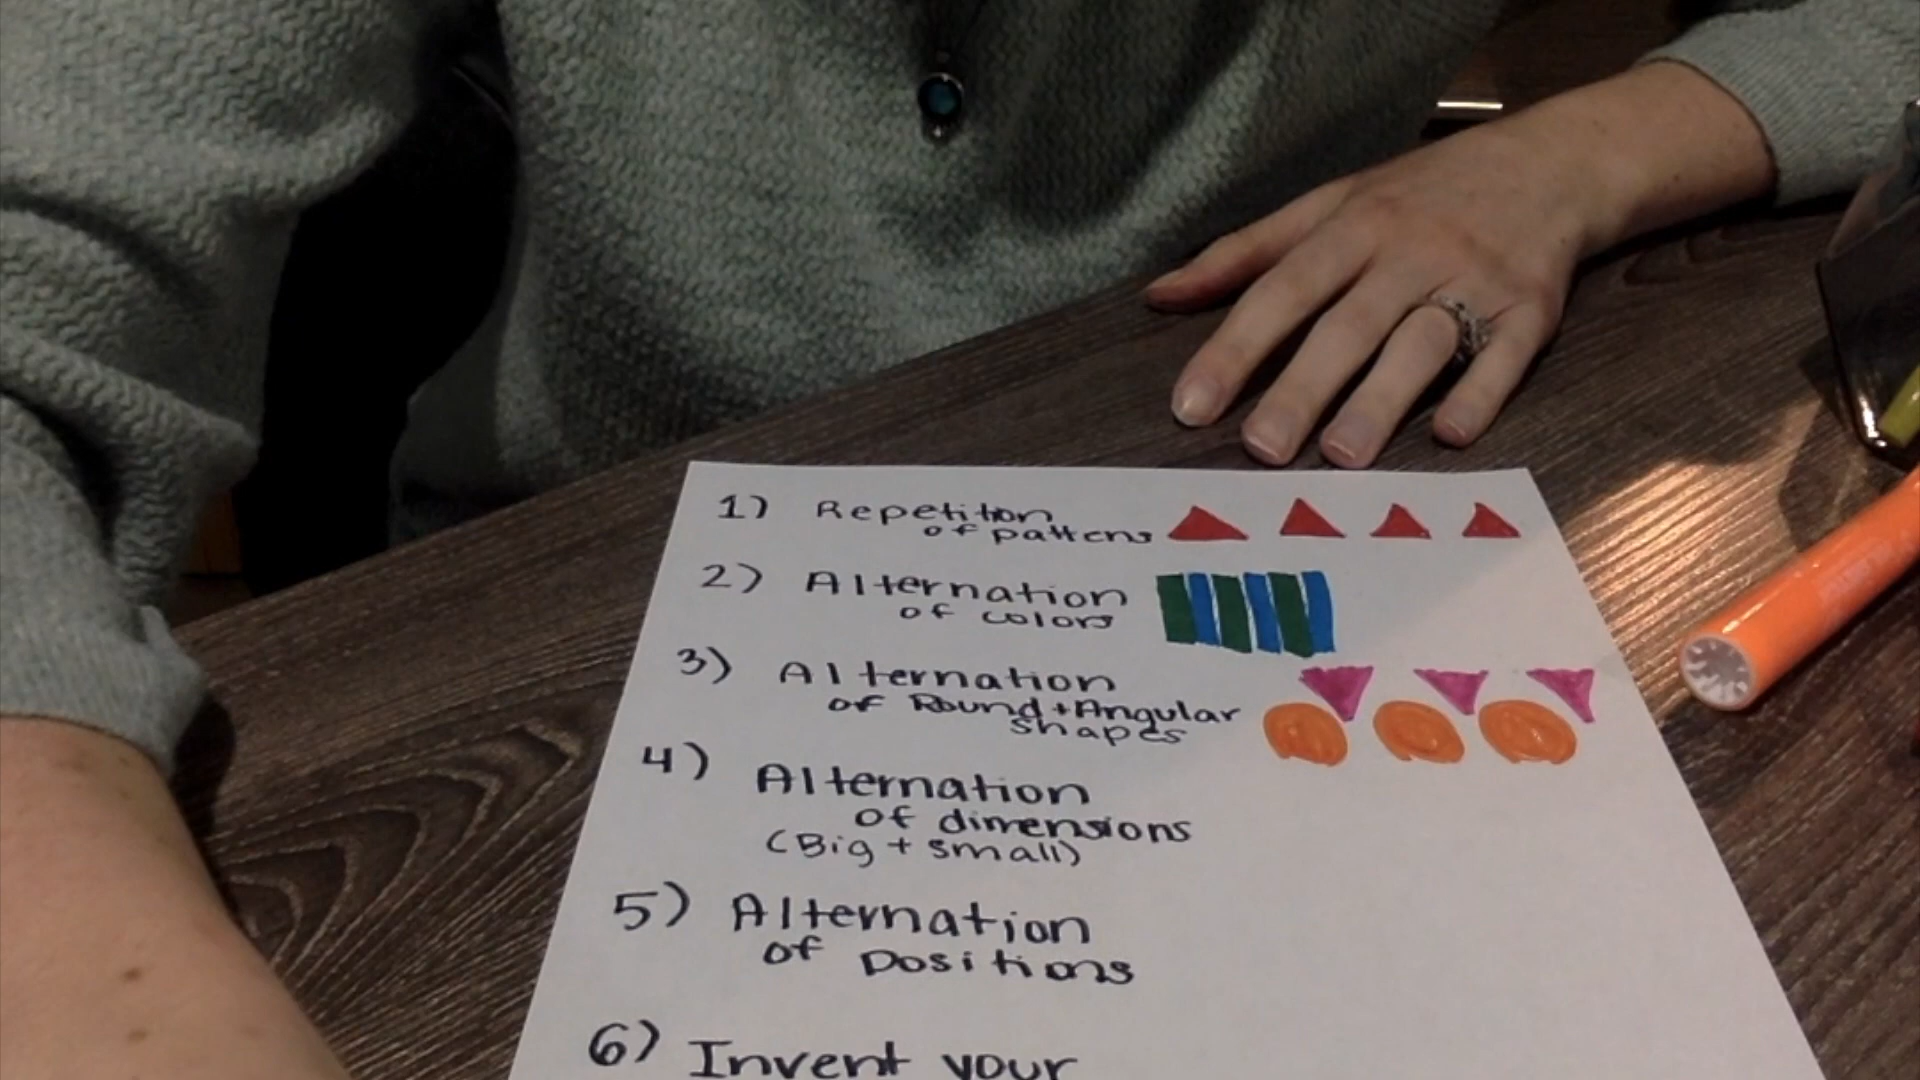 1) Repetition
of pattens
2) Alternation
of colors
3) Alternation
of Round + Angular
shapes
4) Alternation
of dimensions
(Big + small)
5) Alternation
of Positions
6) Invent your